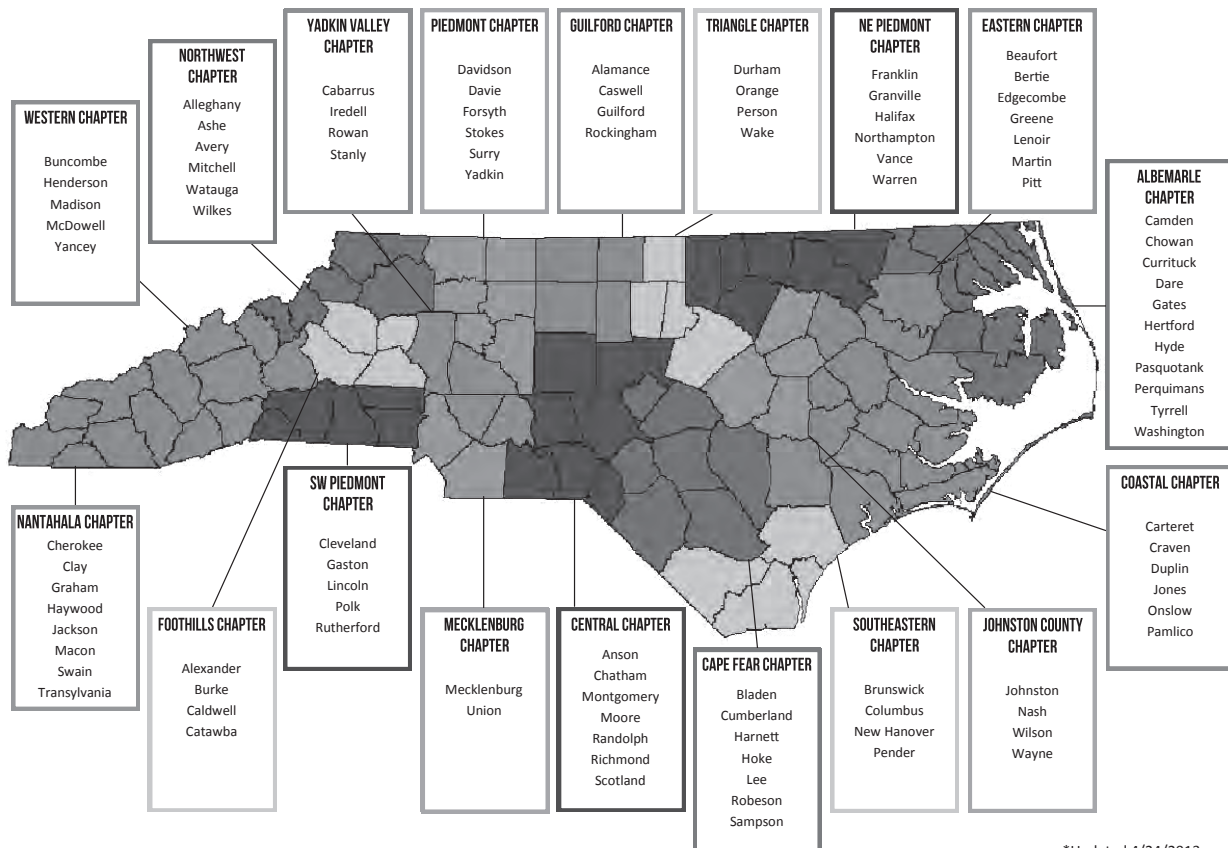 YADKIN VALLEY
CHAPTER
Cabarrus
Iredell
Rowan
Stanly
PIEDMONT CHAPTER
Davidson
Davie
Forsyth
Stokes
Surry
Yadkin
GUILFORD CHAPTER
Alamance
Caswell
Guilford
Rockingham
TRIANGLE CHAPTER
Durham
Orange
Person
Wake
NE PIEDMONT
CHAPTER
Franklin
Granville
Halifax
Northampton
Vance
Warren
EASTERN CHAPTER
Beaufort
Bertie
Edgecombe
Greene
Lenoir
Martin
Pitt
NORTHWEST
CHAPTER
Alleghany
Ashe
Avery
Mitchell
Watauga
Wilkes
WESTERN CHAPTER
Buncombe
Henderson
Madison
McDowell
Yancey
ALBEMARLE
CHAPTER
Camden
Chowan
Currituck
Dare
Gates
Hertford
Hyde
Pasquotank
Perquimans
Tyrrell
Washington
NANTAHALA CHAPTER
Cherokee
Clay
Graham
Haywood
Jackson
Macon
Swain
Transylvania
FOOTHILLS CHAPTER
Alexander
Burke
Caldwell
Catawba
SW PIEDMONT
CHAPTER
Cleveland
Gaston
Lincoln
Polk
Rutherford
MECKLENBURG
CHAPTER
Mecklenburg
Union
CENTRAL CHAPTER
Anson
Chatham
Montgomery
Moore
Randolph
Richmond
Scotland
CAPE FEAR CHAPTER
Bladen
Cumberland
Harnett
Hoke
Lee
Robeson
Sampson
SOUTHEASTERN
CHAPTER
Brunswick
Columbus
New Hanover
Pender
JOHNSTON COUNTY
CHAPTER
Johnston
Nash
Wilson
Wayne
COASTAL CHAPTER
Carteret
Craven
Duplin
Jones
Onslow
Pamlico